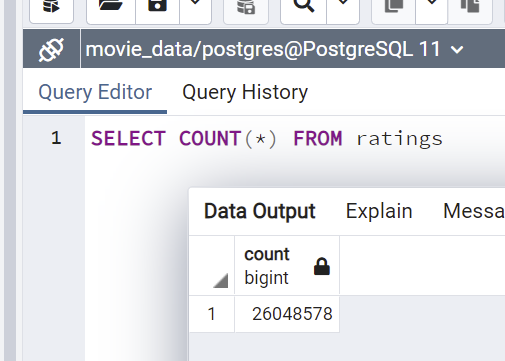 movie_data/postgres@PostgreSQL 11
Query Editor Query History
1 SELECT COUNT(*) FROM ratings
Data Output Explain Messa
count
bigint
1 26048578